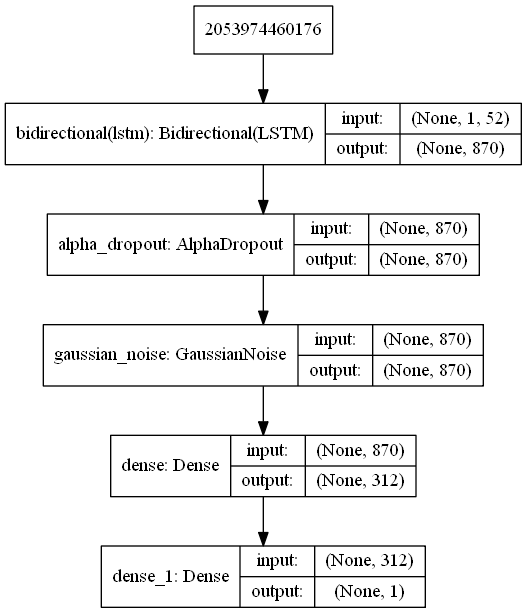 2053974460176
bidirectional(lstm): Bidirectional(LSTM)
input: (None, 1, 52)
output: (None, 870)
alpha_dropout: AlphaDropout
input: (None, 870)
output: (None, 870)
gaussian_noise: GaussianNoise
input: (None, 870)
output: (None, 870)
dense: Dense
input: (None, 870)
output: (None, 312)
dense_1: Dense
input: (None, 312)
output: (None, 1)